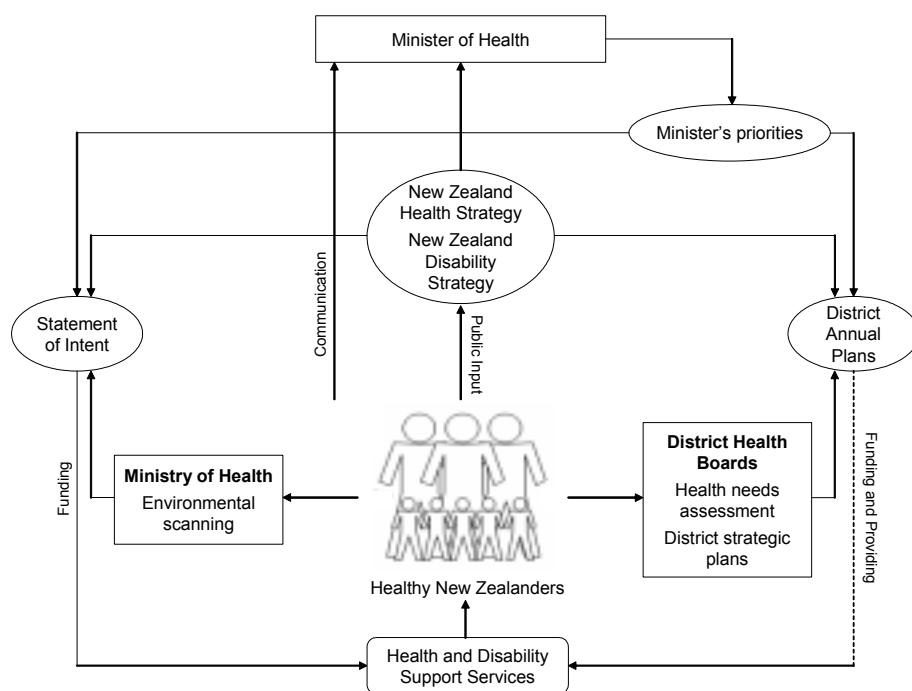 Minister of Health
Minister's priorities
New Zealand
Health Strategy
New Zealand
Disability
Strategy
Communication
Public Input
Statement
of Intent
District
Annual
Plans
Funding
Ministry of Health
Environmental
scanning
District Health
Boards
Health needs
assessment
District strategic
plans
Funding and Providing
Healthy New Zealanders
Health and Disability
Support Services